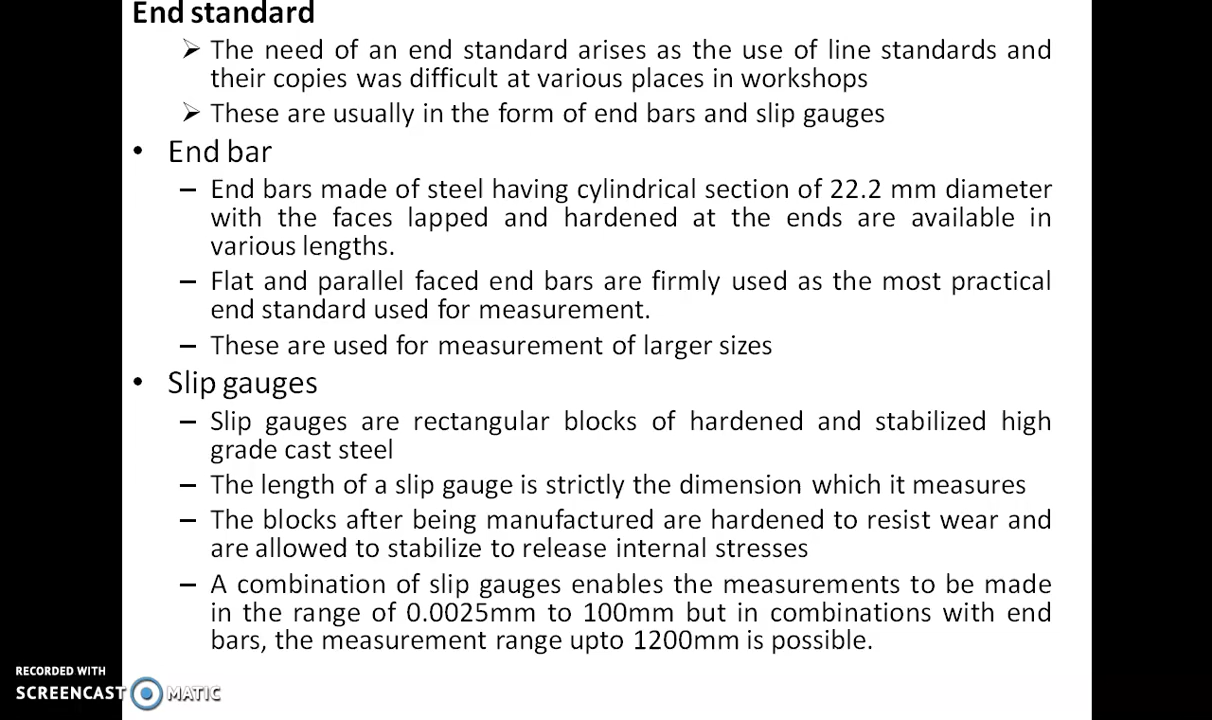 End standard
➢ The need of an end standard arises as the use of line standards and
their copies was difficult at various places in workshops
➢ These are usually in the form of end bars and slip gauges
• End bar
– End bars made of steel having cylindrical section of 22.2 mm diameter
with the faces lapped and hardened at the ends are available in
various lengths.
– Flat and parallel faced end bars are firmly used as the most practical
end standard used for measurement.
– These are used for measurement of larger sizes
• Slip gauges
– Slip gauges are rectangular blocks of hardened and stabilized high
grade cast steel
– The length of a slip gauge is strictly the dimension which it measures
– The blocks after being manufactured are hardened to resist wear and
are allowed to stabilize to release internal stresses
– A combination of slip gauges enables the measurements to be made
in the range of 0.0025mm to 100mm but in combinations with end
bars, the measurement range upto 1200mm is possible.
RECORDED WITH
SCREENCAST MATIC